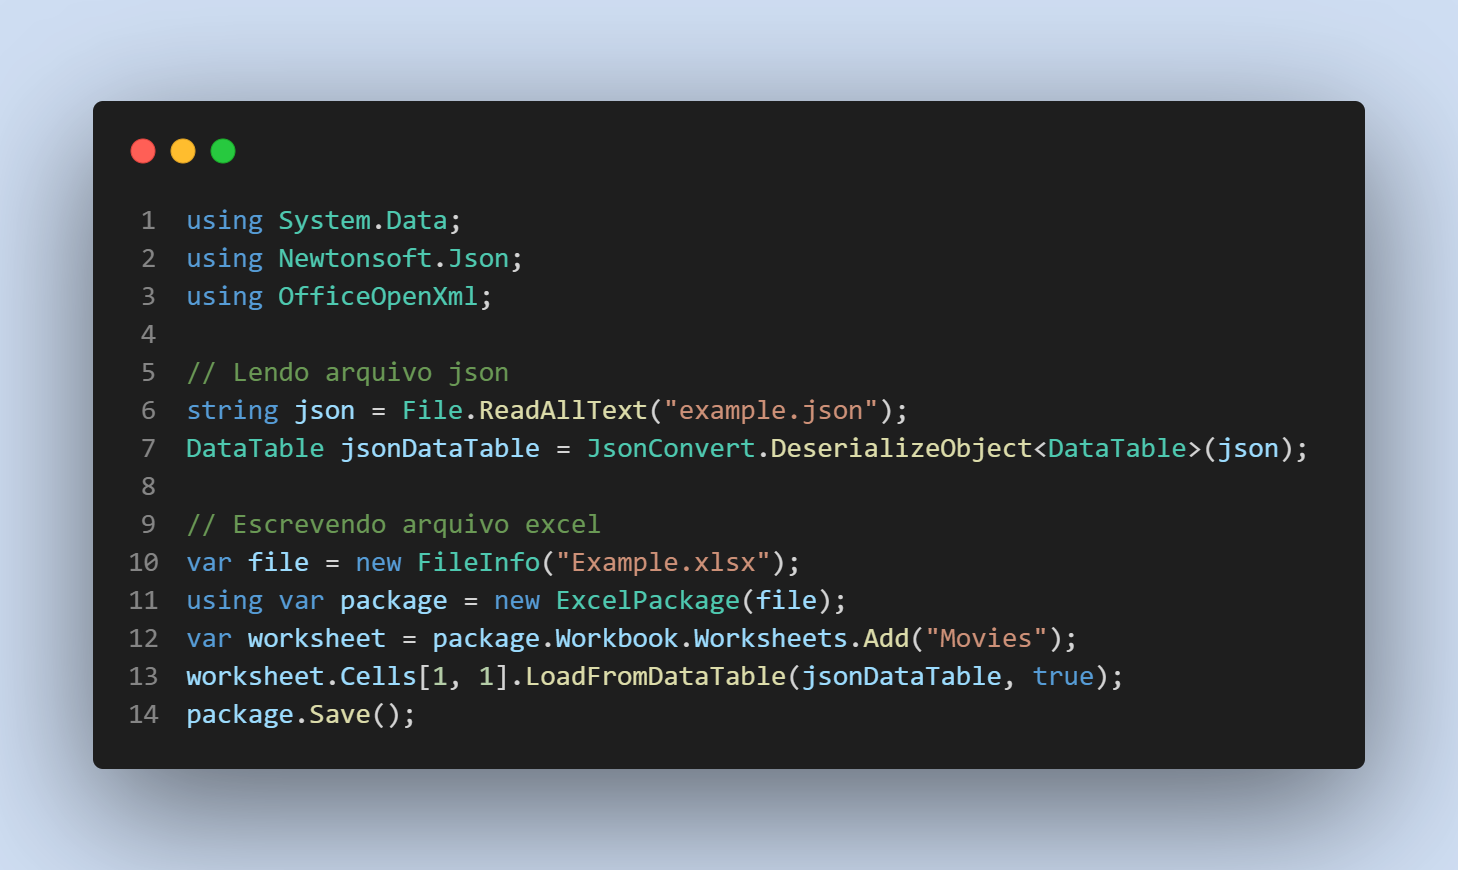 1 using System.Data;
2 using Newtonsoft.Json;
3 using OfficeOpenXml;
4
5 // Lendo arquivo json
6 string json = File.ReadAllText("example.json");
7 DataTable jsonDataTable = JsonConvert.DeserializeObject<DataTable>(json);
8
9 // Escrevendo arquivo excel
10 var file = new FileInfo("Example.xlsx");
11 using var package = new ExcelPackage(file);
12 var worksheet = package.Workbook.Worksheets.Add("Movies");
13 worksheet.Cells[1, 1].LoadFromDataTable(jsonDataTable, true);
14 package.Save();